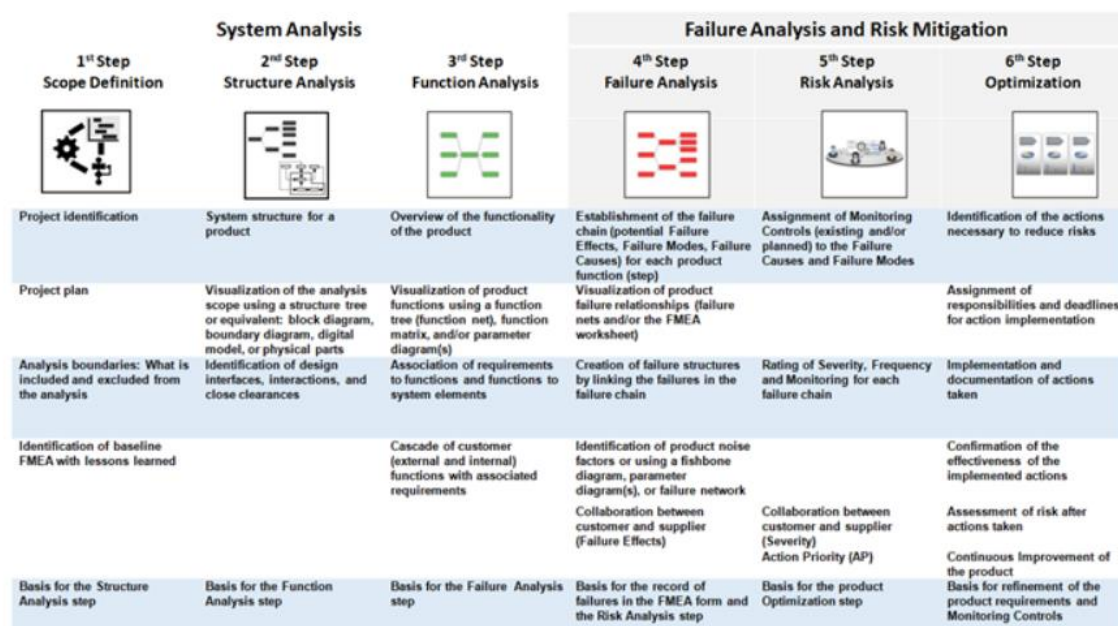 System Analysis
Failure Analysis and Risk Mitigation
1st Step
Scope Definition
2nd Step
Structure Analysis
3rd Step
Function Analysis
4th Step
Failure Analysis
5th Step
Risk Analysis
6th Step
Optimization
Project identification
System structure for a
product
Overview of the functionality
of the product
Establishment of the failure
chain (potential Failure
Effects, Failure Modes, Failure
Causes) for each product
function (step)
Assignment of Monitoring
Controls (existing and/or
planned) to the Failure
Causes and Failure Modes
Identification of the actions
necessary to reduce risks
Project plan
Visualization of the analysis
scope using a structure tree
or equivalent: block diagram,
boundary diagram, digital
model, or physical parts
Visualization of product
functions using a function
tree (function net), function
matrix, and/or parameter
diagram(s)
Visualization of product
failure relationships (failure
nets and/or the FMEA
worksheet)
Assignment of
responsibilities and deadlines
for action implementation
Analysis boundaries: What is
included and excluded from
the analysis
Identification of design
interfaces, interactions, and
close clearances
Association of requirements
to functions and functions to
system elements
Creation of failure structures
by linking the failures in the
failure chain
Rating of Severity, Frequency
and Monitoring for each
failure chain
Implementation and
documentation of actions
taken
Identification of baseline
FMEA with lessons learned
Cascade of customer
(external and internal)
functions with associated
requirements
Identification of product noise
factors or using a fishbone
diagram, parameter
diagram(s), or failure network
Confirmation of the
effectiveness of the
implemented actions
Collaboration between
customer and supplier
(Failure Effects)
Collaboration between
customer and supplier
(Severity)
Action Priority (AP)
Assessment of risk after
actions taken
Continuous Improvement of
the product
Basis for the Structure
Analysis step
Basis for the Function
Analysis step
Basis for the Failure Analysis
step
Basis for the record of
failures in the FMEA form and
the Risk Analysis step
Basis for the product
Optimization step
Basis for refinement of the
product requirements and
Monitoring Controls